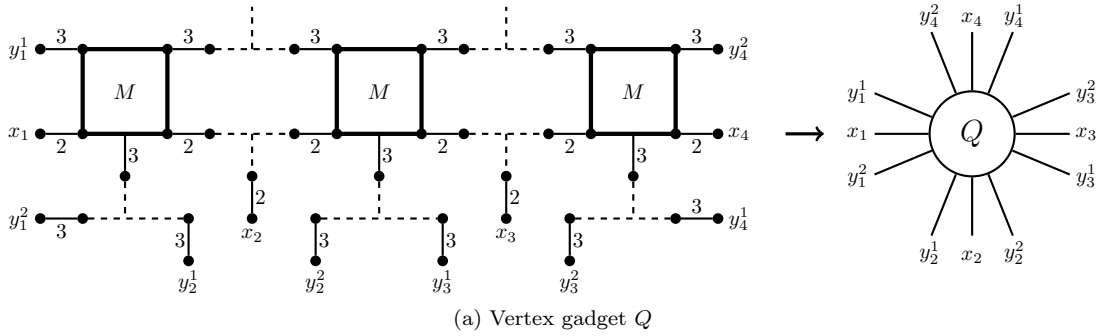 y_1^1 3 3 3 3 3 3 y_4^2
M M M
x_1 2 2 2 2 2 2 x_4
3 3 3
2 2
y_1^2 3 3 x_2 3 3 x_3 3 3 y_4^1
y_2^1 y_2^2 y_3^1 y_3^2
y_4^2 x_4 y_4^1
y_1^1 y_3^2
x_1 Q x_3
y_1^2 y_3^1
y_2^1 x_2 y_2^2
(a) Vertex gadget Q